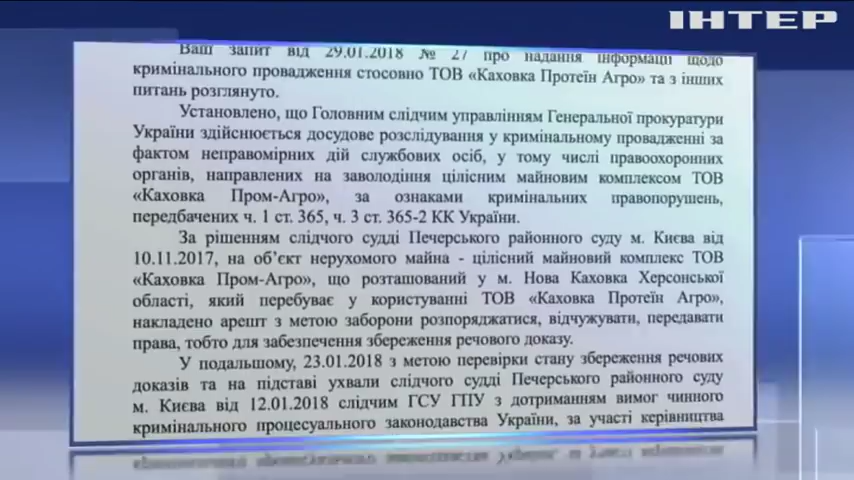 ІНТЕР
Ваш запит від 29.01.2018 № 27 про надання інформації щодо
кримінального провадження стосовно ТОВ «Каховка Протеїн Агро» та з інших
питань розглянуто.
Установлено, що Головним слідчим управлінням Генеральної прокуратури
України здійснюється досудове розслідування у кримінальному провадженні за
фактом неправомірних дій службових осіб, у тому числі правоохоронних
органів, направлених на заволодіння цілісним майновим комплексом ТОВ
«Каховка Пром-Агро», за ознаками кримінальних правопорушень,
передбачених ч. 1 ст. 365, ч. 3 ст. 365-2 КК України.
За рішенням слідчого судді Печерського районного суду м. Києва від
10.11.2017, на об’єкт нерухомого майна - цілісний майновий комплекс ТОВ
«Каховка Пром-Агро», що розташований у м. Нова Каховка Херсонської
області, який перебуває у користуванні ТОВ «Каховка Протеїн Агро»,
накладено арешт з метою заборони розпоряджатися, відчужувати, передавати
права, тобто для забезпечення збереження речового доказу.
У подальшому, 23.01.2018 з метою перевірки стану збереження речових
доказів та на підставі ухвали слідчого судді Печерського районного суду
м. Києва від 12.01.2018 слідчим ГСУ ГПУ з дотриманням вимог чинного
кримінального процесуального законодавства України, за участі керівництва